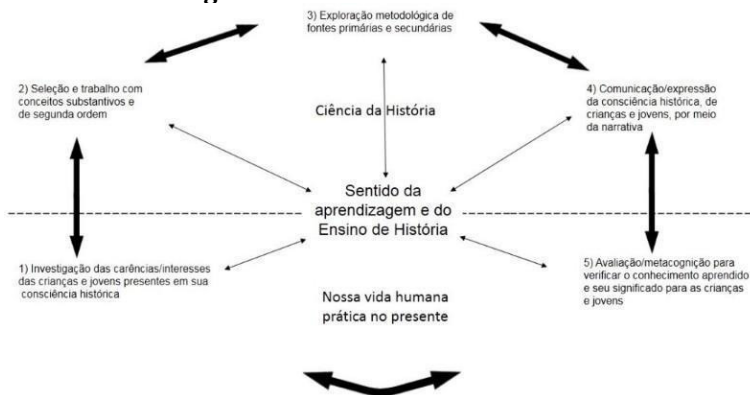 3) Exploração metodológica de
fontes primárias e secundárias
2) Seleção e trabalho com
conceitos substantivos e
de segunda ordem
4) Comunicação/expressão
da consciência histórica, de
crianças e jovens, por meio
da narrativa
Ciência da História
Sentido da
aprendizagem e do
Ensino de História
1) Investigação das carências/interesses
das crianças e jovens presentes em sua
consciência histórica
5) Avaliação/metacognição para
verificar o conhecimento aprendido
e seu significado para as crianças
e jovens
Nossa vida humana
prática no presente